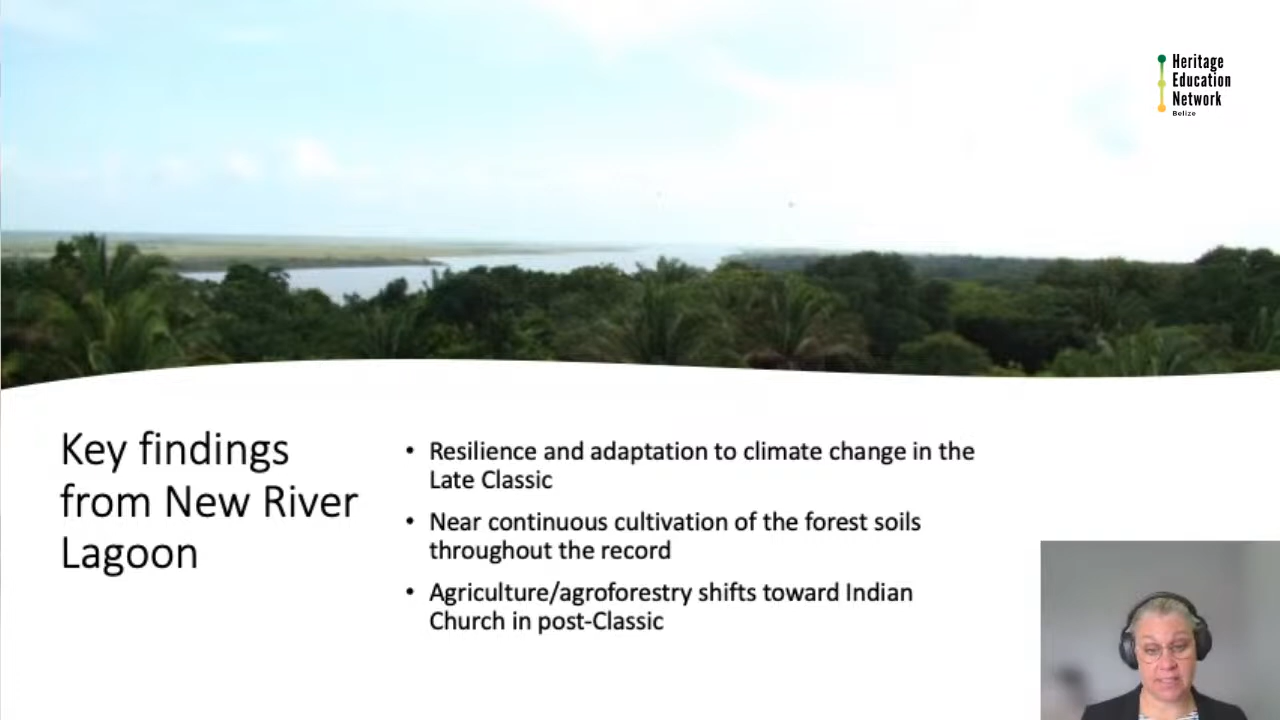 Heritage
Education
Network
Belize
Key findings
from New River
Lagoon
• Resilience and adaptation to climate change in the
Late Classic
• Near continuous cultivation of the forest soils
throughout the record
• Agriculture/agroforestry shifts toward Indian
Church in post-Classic